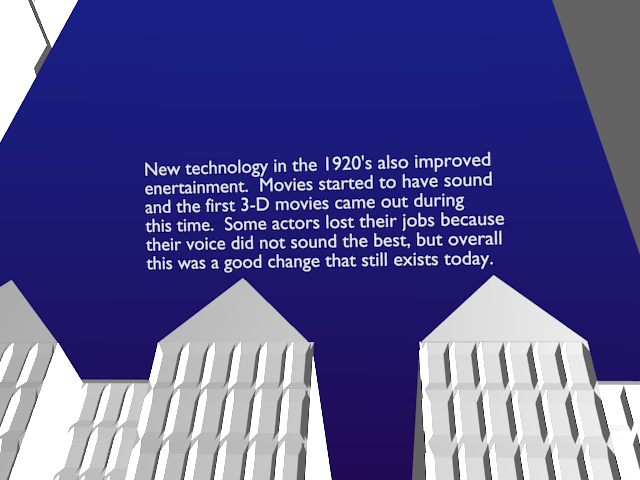 New technology in the 1920's also improved
enertainment.  Movies started to have sound
and the first 3-D movies came out during
this time.  Some actors lost their jobs because
their voice did not sound the best, but overall
this was a good change that still exists today.